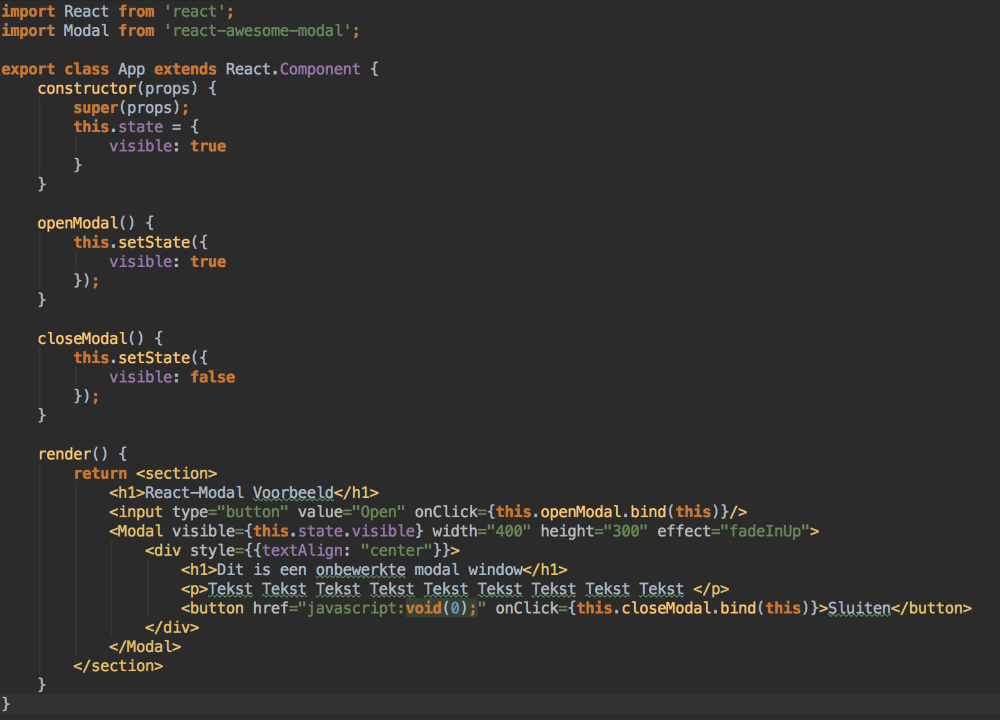 import React from 'react';
import Modal from 'react-awesome-modal';

export class App extends React.Component {
    constructor(props) {
        super(props);
        this.state = {
            visible: true
        }
    }

    openModal() {
        this.setState({
            visible: true
        });
    }

    closeModal() {
        this.setState({
            visible: false
        });
    }

    render() {
        return <section>
            <h1>React-Modal Voorbeeld</h1>
            <input type="button" value="Open" onClick={this.openModal.bind(this)}/>
            <Modal visible={this.state.visible} width="400" height="300" effect="fadeInUp">
                <div style={{textAlign: "center"}}>
                    <h1>Dit is een onbewerkte modal window</h1>
                    <p>Tekst Tekst Tekst Tekst Tekst Tekst Tekst Tekst Tekst </p>
                    <button href="javascript:void(0);" onClick={this.closeModal.bind(this)}>Sluiten</button>
                </div>
            </Modal>
        </section>
    }
}